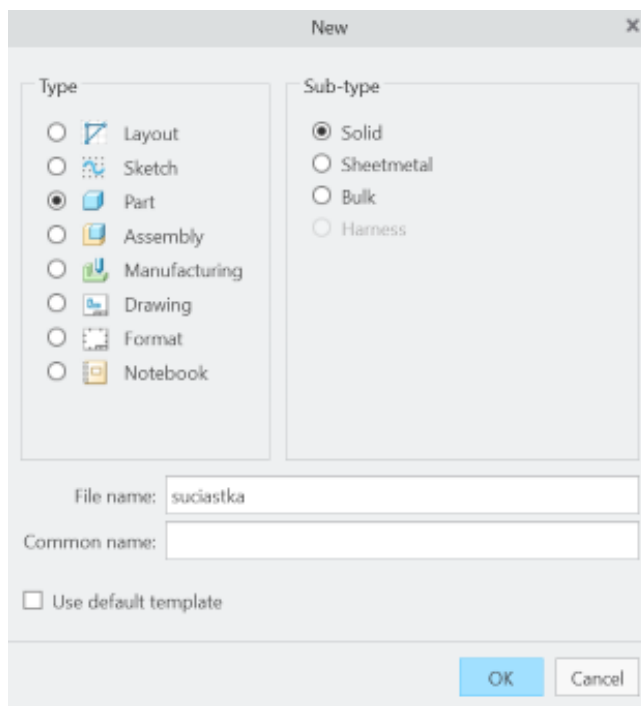 New
Type
Layout
Sketch
Part
Assembly
Manufacturing
Drawing
Format
Notebook
Sub-type
Solid
Sheetmetal
Bulk
Harness
File name: suciastka
Common name:
Use default template
OK Cancel